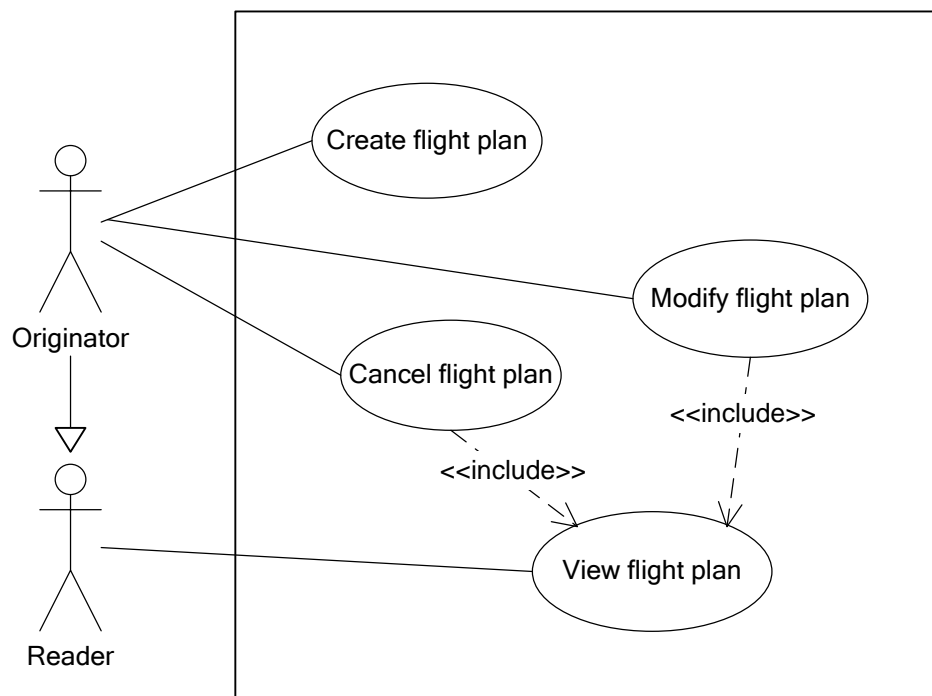 Create flight plan
Modify flight plan
Originator
Cancel flight plan
<<include>>
<<include>>
View flight plan
Reader